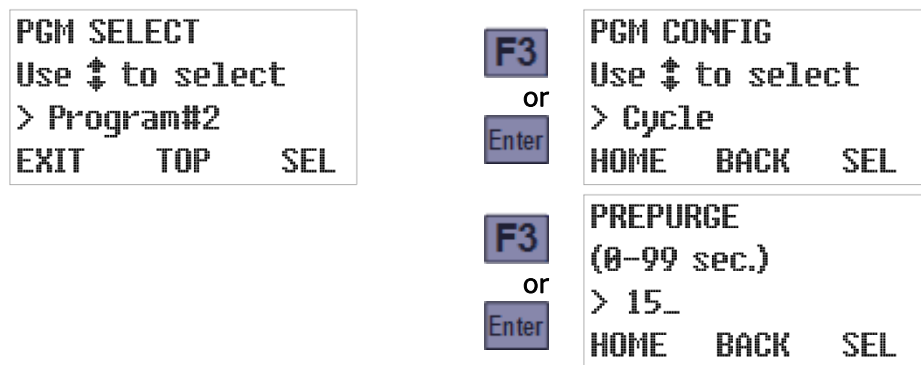 PGM SELECT
Use ↕ to select
> Program#2
EXIT TOP SEL
F3
or
Enter
PGM CONFIG
Use ↕ to select
> Cycle
HOME BACK SEL
F3
or
Enter
PREPURGE
(0-99 sec.)
> 15_
HOME BACK SEL